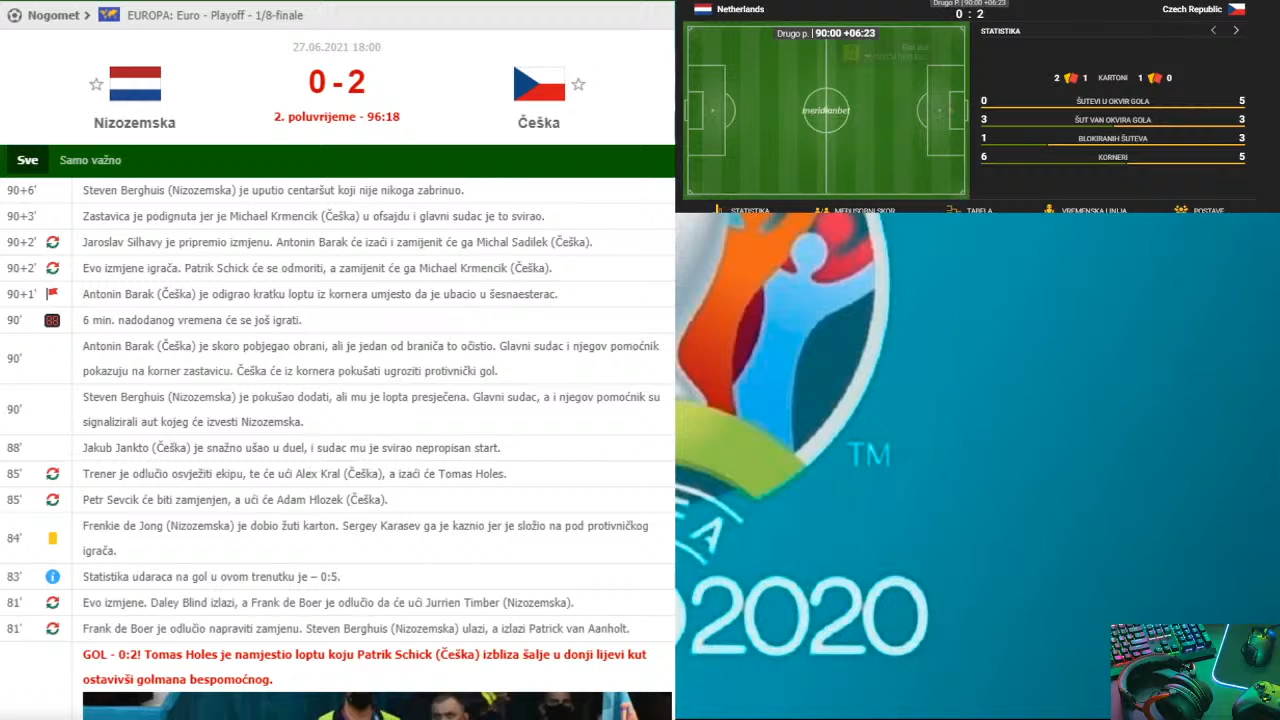 Nogomet
EUROPA: Euro - Playoff - 1/8-finale
27.06.2021 18:00
0 - 2
2. poluvrijeme - 96:18
Nizozemska
Češka
Sve
Samo važno
90+6' Steven Berghuis (Nizozemska) je uputio centaršut koji nije nikoga zabrinuo.
90+3' Zastavica je podignuta jer je Michael Krmencik (Češka) u ofsajdu i glavni sudac je to svirao.
90+2' Jaroslav Silhavy je pripremio izmjenu. Antonin Barak će izaći i zamijenit će ga Michal Sadilek (Češka).
90+2' Evo izmjene igrača. Patrik Schick će se odmoriti, a zamijenit će ga Michael Krmencik (Češka).
90+1' Antonin Barak (Češka) je odigrao kratku loptu iz kornera umjesto da je ubacio u šesnaesterac.
90' 88 6 min. nadodanog vremena će se još igrati.
90' Antonin Barak (Češka) je skoro pobjegao obrani, ali je jedan od braniča to očistio. Glavni sudac i njegov pomoćnik
pokazuju na korner zastavicu. Češka će iz kornera pokušati ugroziti protivnički gol.
90' Steven Berghuis (Nizozemska) je pokušao dodati, ali mu je lopta presječena. Glavni sudac, a i njegov pomoćnik su
signalizirali aut kojeg će izvesti Nizozemska.
88' Jakub Jankto (Češka) je snažno ušao u duel, i sudac mu je svirao nepropisan start.
85' Trener je odlučio osvježiti ekipu, te će ući Alex Kral (Češka), a izaći će Tomas Holes.
85' Petr Sevcik će biti zamjenjen, a ući će Adam Hlozek (Češka).
84' Frenkie de Jong (Nizozemska) je dobio žuti karton. Sergey Karasev ga je kaznio jer je složio na pod protivničkog
igrača.
83' Statistika udaraca na gol u ovom trenutku je – 0:5.
81' Evo izmjene. Daley Blind izlazi, a Frank de Boer je odlučio da će ući Jurrien Timber (Nizozemska).
81' Frank de Boer je odlučio napraviti zamjenu. Steven Berghuis (Nizozemska) ulazi, a izlazi Patrick van Aanholt.
GOL - 0:2! Tomas Holes je namjestio loptu koju Patrik Schick (Češka) izbliza šalje u donji lijevi kut
ostavivši golmana bespomoćnog.
Netherlands
Drugo P. | 90:00 +06:23
0 : 2
Czech Republic
Drugo p. | 90:00 +06:23
meridianbet
STATISTIKA
2 1 KARTONI 1 0
0 ŠUTEVI U OKVIR GOLA 5
3 ŠUT VAN OKVIRA GOLA 3
1 BLOKIRANIH ŠUTEVA 3
6 KORNERI 5
STATISTIKA
MEĐUSOBNI SKOR
TABELA
VREMENSKA LINIJA
POSTAVE
TM
FA
2020